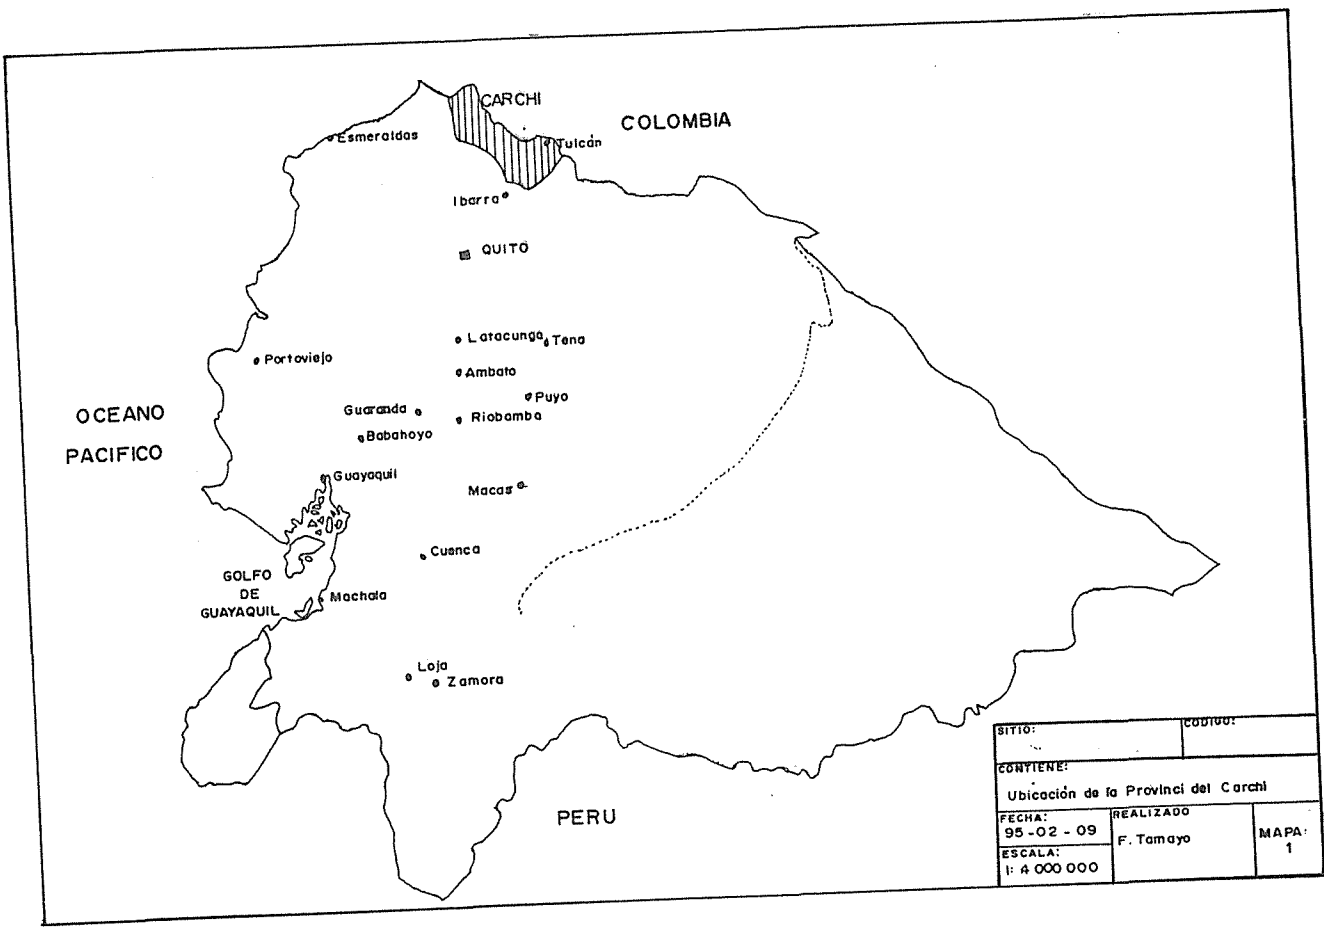 CARCHI
COLOMBIA
Esmeraldas
Tulcán
Ibarra
QUITO
Latacunga
Tena
Portoviejo
Ambato
Puyo
OCEANO
PACIFICO
Guaranda
Riobamba
Babahoyo
Guayaquil
Macas
Cuenca
GOLFO
DE
GUAYAQUIL
Machala
Loja
Zamora
PERU
SITIO:
CODIGO:
CONTIENE:
Ubicación de la Provinci del Carchi
FECHA:
95-02-09
REALIZADO
F. Tamayo
MAPA:
1
ESCALA:
1: 4 000 000